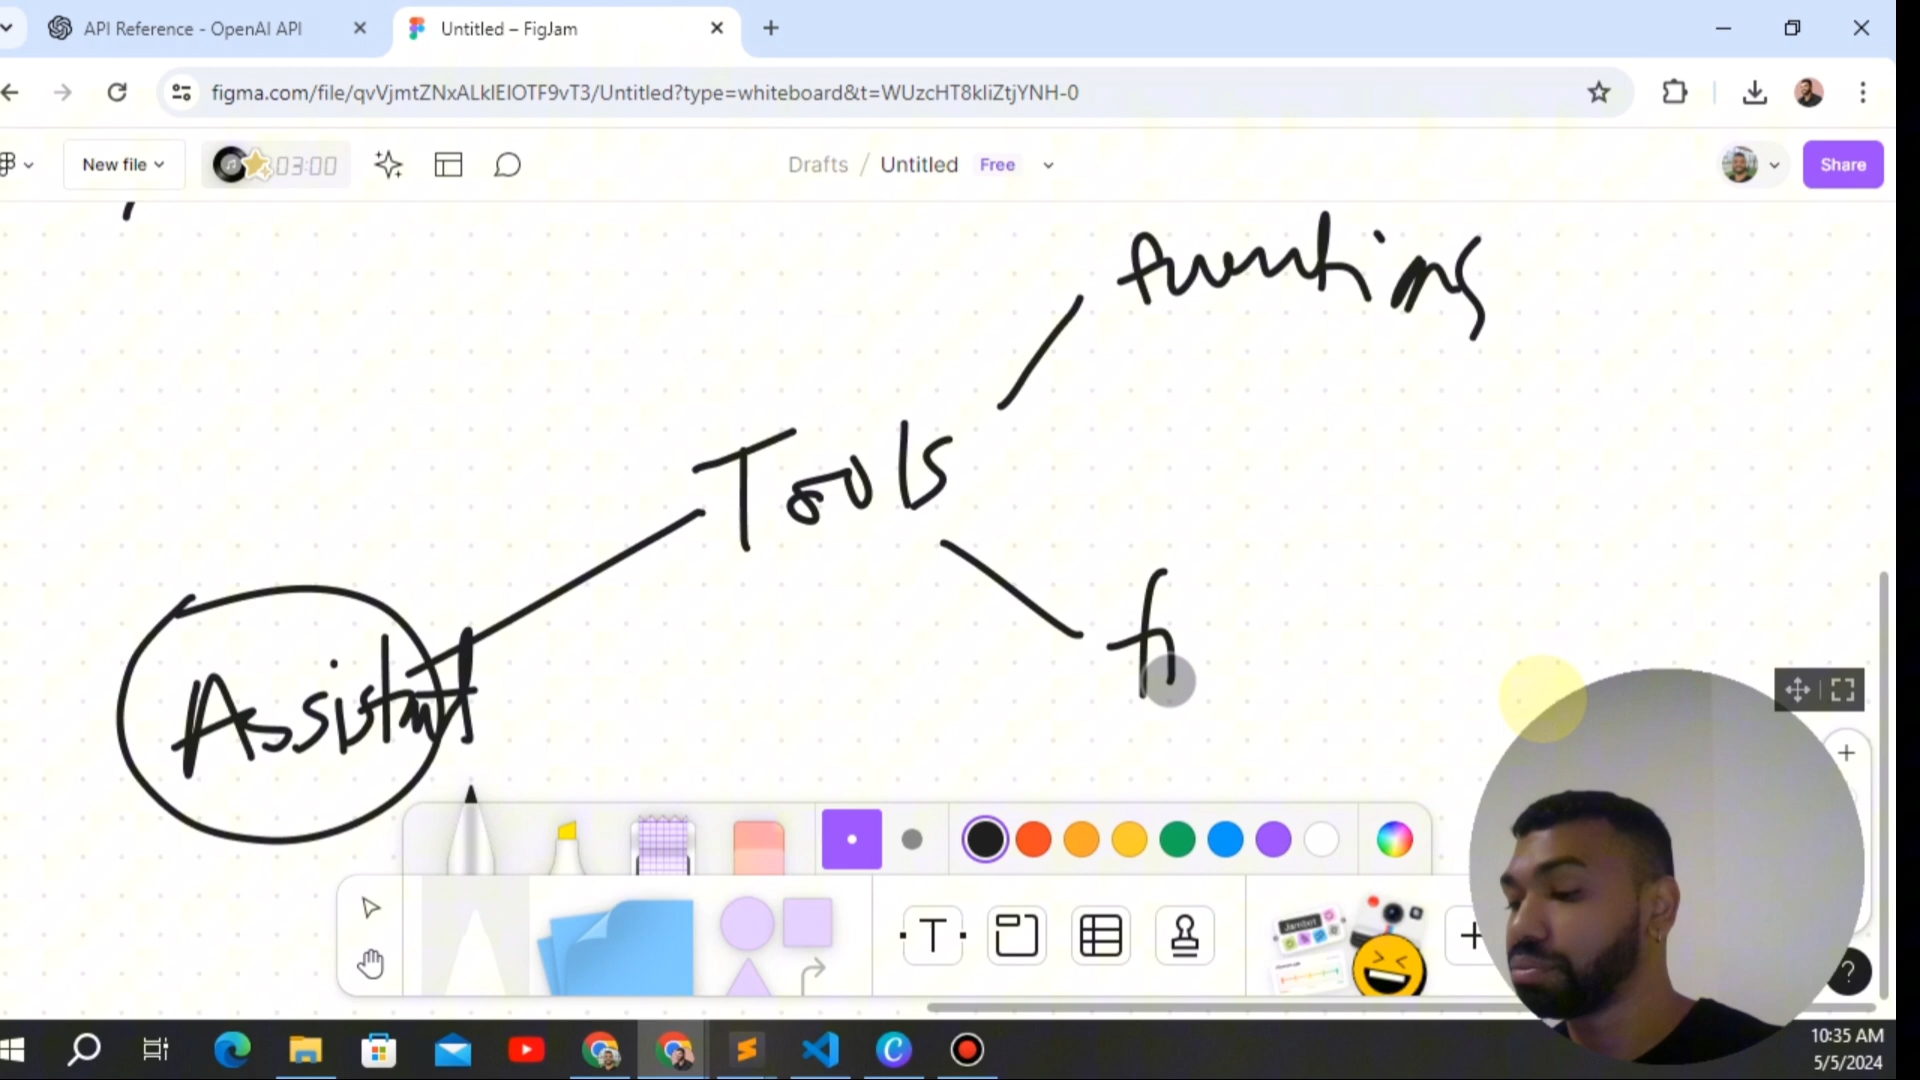 API Reference - OpenAI API
Untitled – FigJam
figma.com/file/qvVjmtZNxALkIEIOTF9vT3/Untitled?type=whiteboard&t=WUzcHT8kIiZtjYNH-0
New file
03:00
Drafts / Untitled Free
Share
functions
Tools
f
Assistant
T
?
10:35 AM
5/5/2024